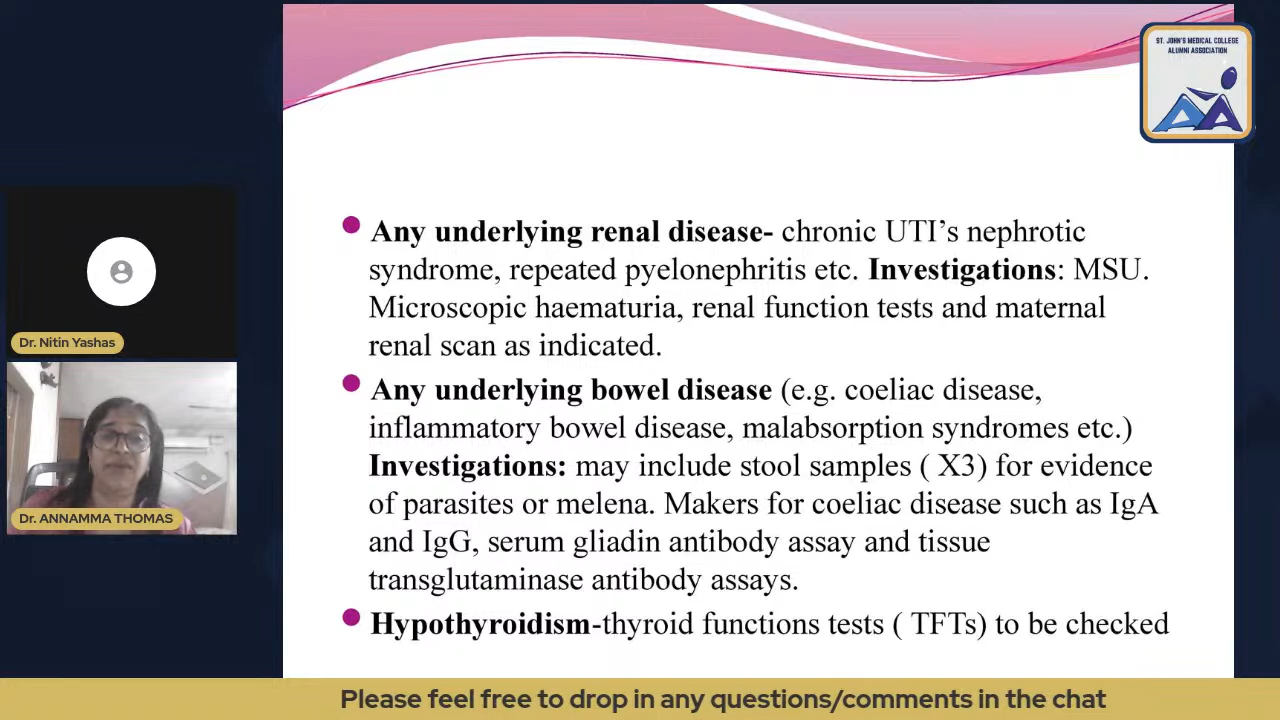 ST. JOHN'S MEDICAL COLLEGE
ALUMNI ASSOCIATION
Any underlying renal disease- chronic UTI's nephrotic
syndrome, repeated pyelonephritis etc. Investigations: MSU.
Microscopic haematuria, renal function tests and maternal
renal scan as indicated.
Any underlying bowel disease (e.g. coeliac disease,
inflammatory bowel disease, malabsorption syndromes etc.)
Investigations: may include stool samples ( X3) for evidence
of parasites or melena. Makers for coeliac disease such as IgA
and IgG, serum gliadin antibody assay and tissue
transglutaminase antibody assays.
Hypothyroidism-thyroid functions tests ( TFTs) to be checked
Dr. Nitin Yashas
Dr. ANNAMMA THOMAS
Please feel free to drop in any questions/comments in the chat